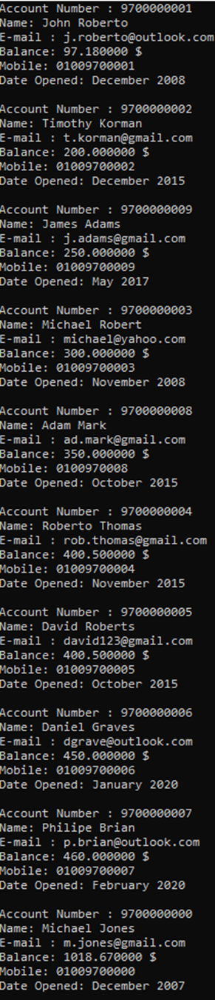 Account Number : 9700000001
Name: John Roberto
E-mail : j.roberto@outlook.com
Balance: 97.180000 $
Mobile: 01009700001
Date Opened: December 2008
Account Number : 9700000002
Name: Timothy Korman
E-mail : t.korman@gmail.com
Balance: 200.000000 $
Mobile: 01009700002
Date Opened: December 2015
Account Number : 9700000009
Name: James Adams
E-mail : j.adams@gmail.com
Balance: 250.000000 $
Mobile: 01009700009
Date Opened: May 2017
Account Number : 9700000003
Name: Michael Robert
E-mail : michael@yahoo.com
Balance: 300.000000 $
Mobile: 01009700003
Date Opened: November 2008
Account Number : 9700000008
Name: Adam Mark
E-mail : ad.mark@gmail.com
Balance: 350.000000 $
Mobile: 0100970008
Date Opened: October 2015
Account Number : 9700000004
Name: Roberto Thomas
E-mail : rob.thomas@gmail.com
Balance: 400.500000 $
Mobile: 01009700004
Date Opened: November 2015
Account Number : 9700000005
Name: David Roberts
E-mail : david123@gmail.com
Balance: 400.500000 $
Mobile: 01009700005
Date Opened: October 2015
Account Number : 9700000006
Name: Daniel Graves
E-mail : dgrave@outlook.com
Balance: 450.000000 $
Mobile: 01009700006
Date Opened: January 2020
Account Number : 9700000007
Name: Philipe Brian
E-mail : p.brian@outlook.com
Balance: 460.000000 $
Mobile: 01009700007
Date Opened: February 2020
Account Number : 9700000000
Name: Michael Jones
E-mail : m.jones@gmail.com
Balance: 1018.670000 $
Mobile: 01009700000
Date Opened: December 2007